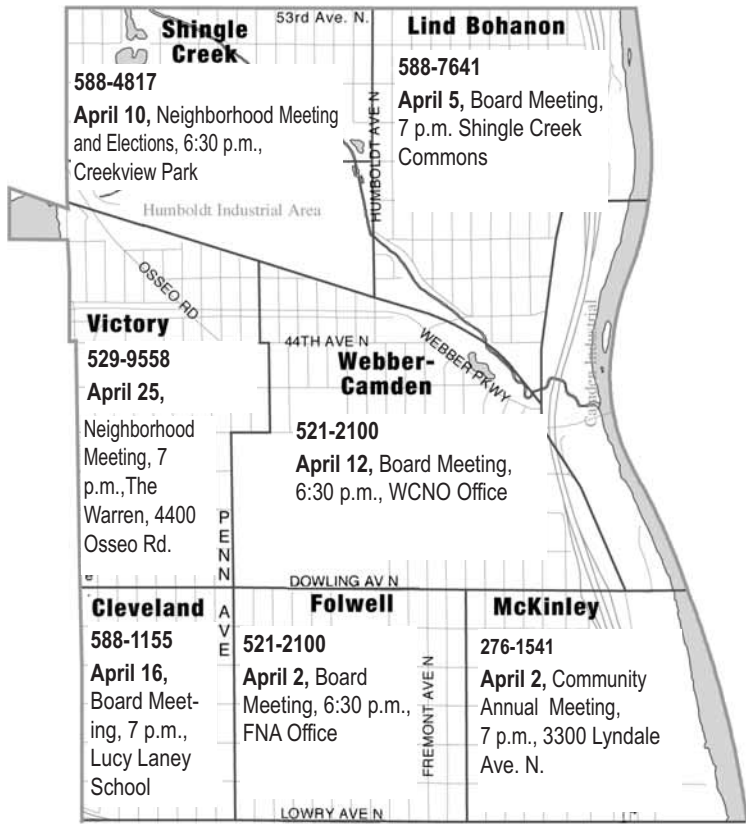 53rd Ave. N.
Shingle
Creek
588-4817
April 10, Neighborhood Meeting
and Elections, 6:30 p.m.,
Creekview Park
Lind Bohanon
588-7641
April 5, Board Meeting,
7 p.m. Shingle Creek
Commons
HUMBOLDT AVE N
Humboldt Industrial Area
OSSEO RD
Victory
529-9558
April 25,
Neighborhood
Meeting, 7
p.m.,The
Warren, 4400
Osseo Rd.
44TH AVE N
WEBBER PKWY
Camden Industrial
Webber-
Camden
521-2100
April 12, Board Meeting,
6:30 p.m., WCNO Office
PENN AVE
DOWLING AV N
Cleveland
588-1155
April 16,
Board Meet-
ing, 7 p.m.,
Lucy Laney
School
Folwell
521-2100
April 2, Board
Meeting, 6:30 p.m.,
FNA Office
FREMONT AVE N
McKinley
276-1541
April 2, Community
Annual Meeting,
7 p.m., 3300 Lyndale
Ave. N.
LOWRY AVE N